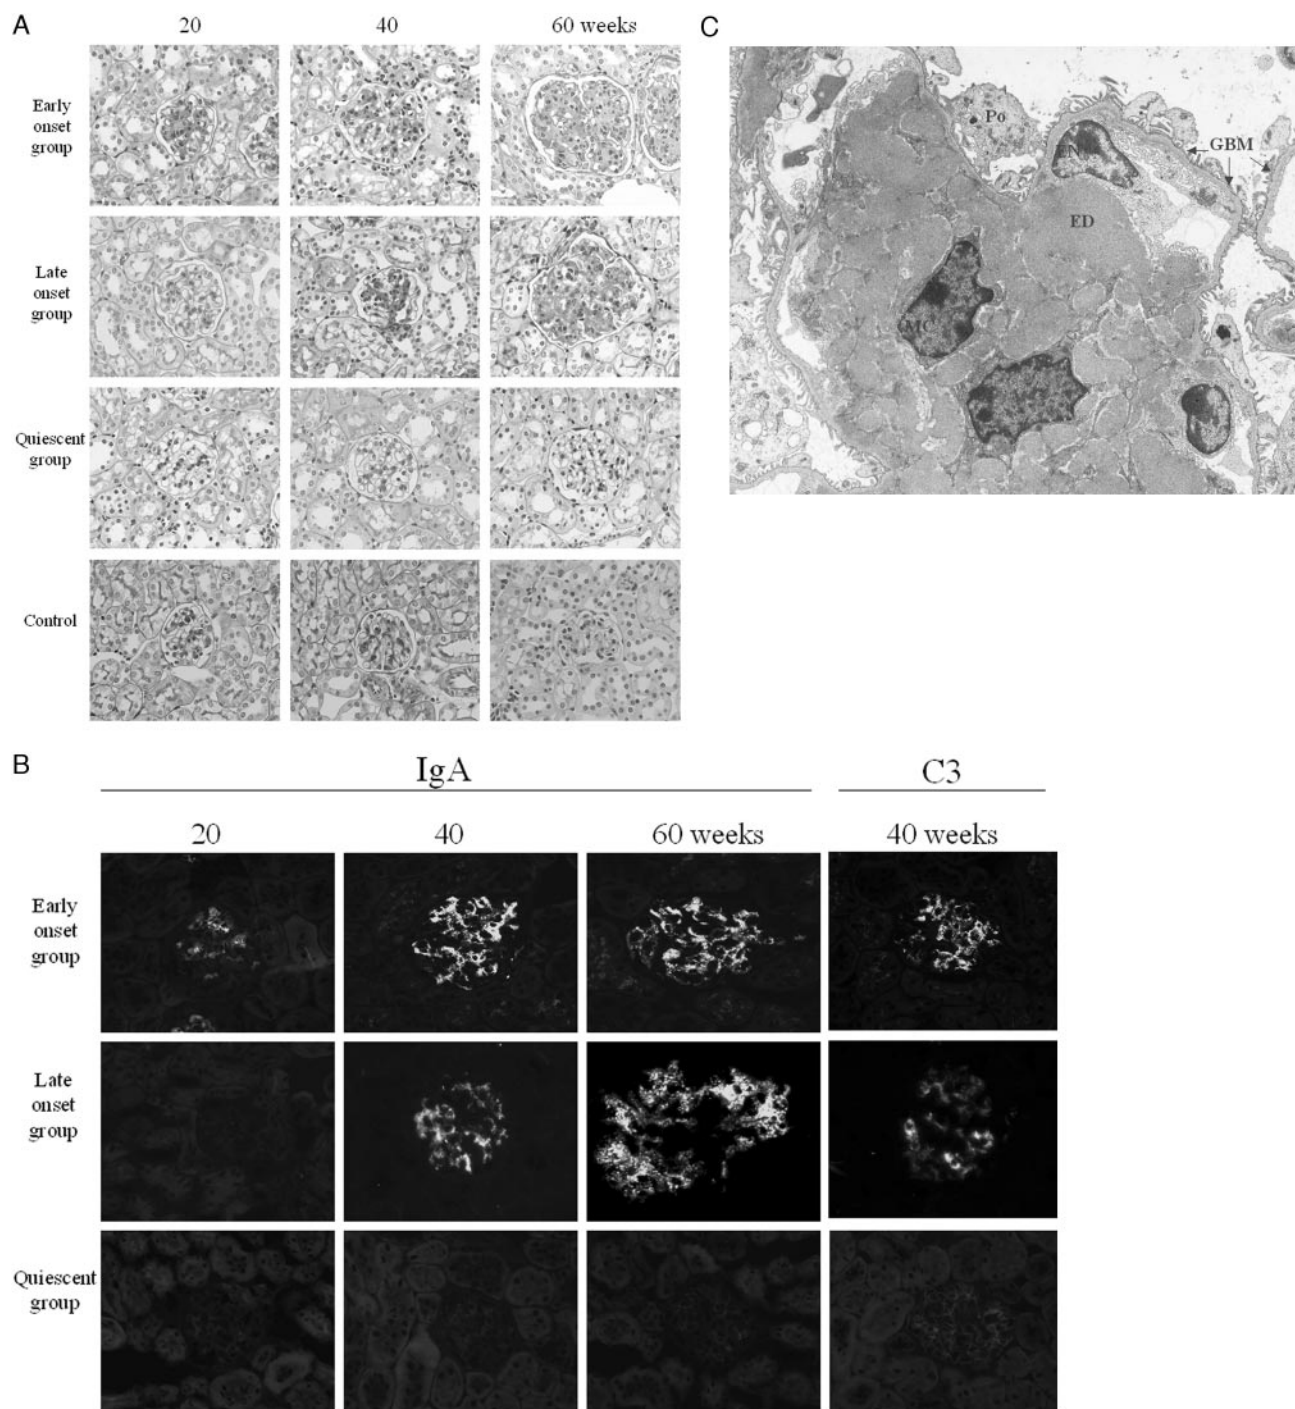 A
20 40 60 weeks
Early
onset
group
Late
onset
group
Quiescent
group
Control
C
Po
EN
GBM
ED
MC
B
IgA C3
20 40 60 weeks 40 weeks
Early
onset
group
Late
onset
group
Quiescent
group